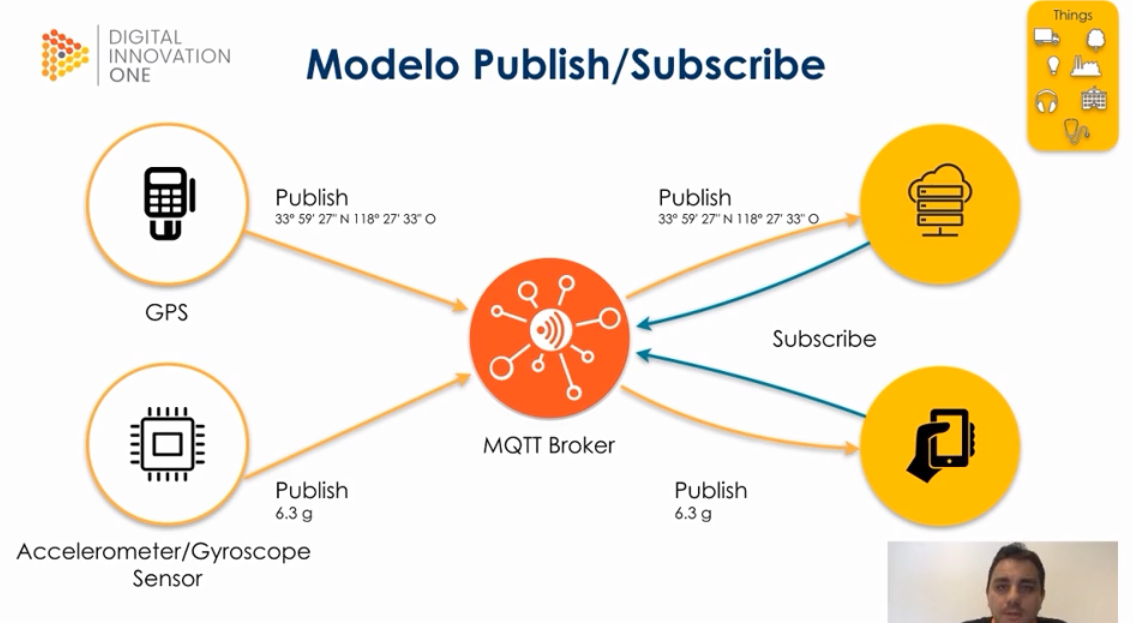 DIGITAL
INNOVATION
ONE
Modelo Publish/Subscribe
Things
Publish
33° 59' 27" N 118° 27' 33" O
Publish
33° 59' 27" N 118° 27' 33" O
GPS
Subscribe
MQTT Broker
Publish
6.3 g
Publish
6.3 g
Accelerometer/Gyroscope
Sensor